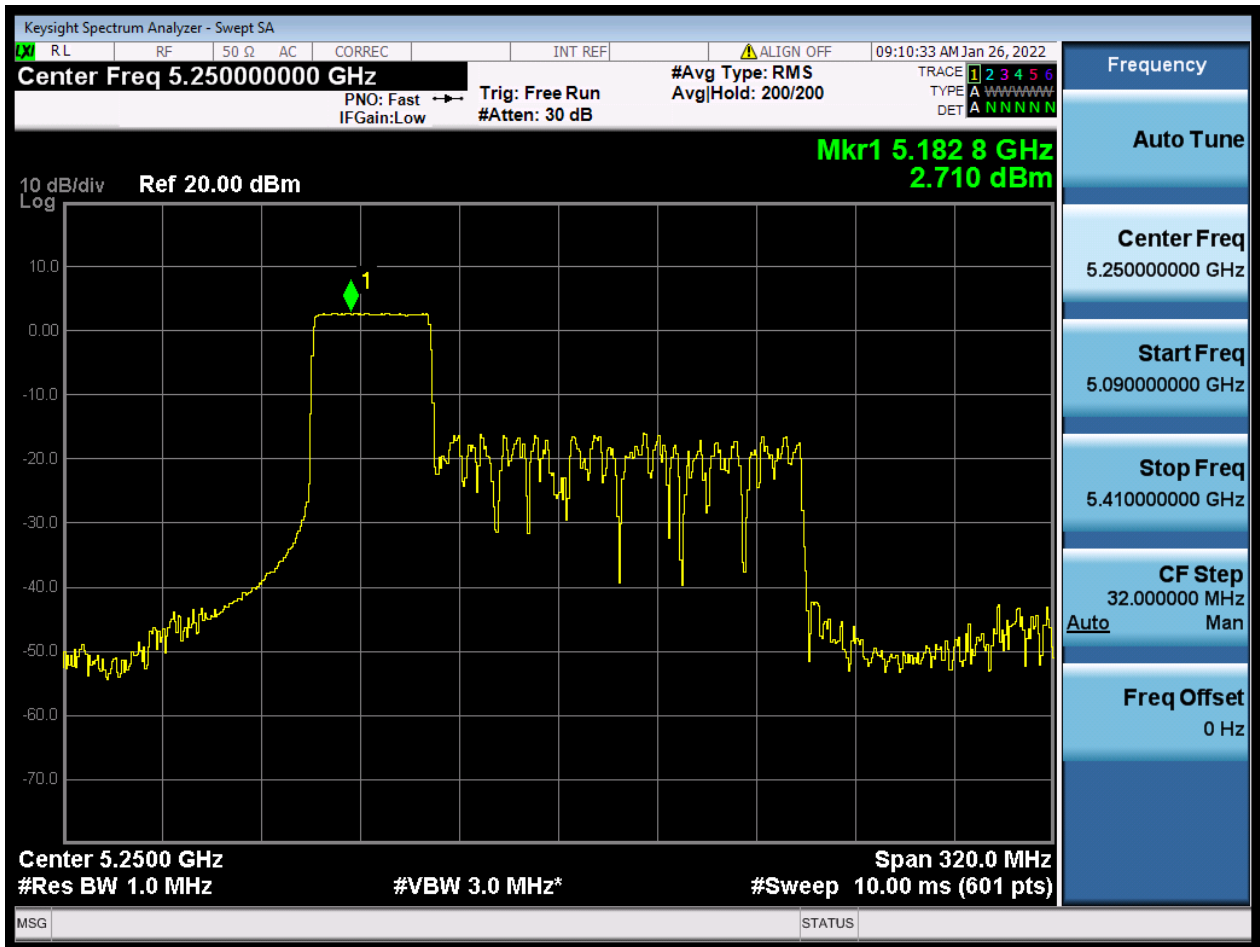 Keysight Spectrum Analyzer - Swept SA
LXI RL RF 50 Ω AC CORREC INT REF ALIGN OFF 09:10:33 AM Jan 26, 2022
Center Freq 5.250000000 GHz
PNO: Fast
IFGain:Low
Trig: Free Run
#Atten: 30 dB
#Avg Type: RMS
Avg|Hold: 200/200
TRACE 1 2 3 4 5 6
TYPE A WWWWW
DET A N N N N N
Mkr1 5.182 8 GHz
2.710 dBm
10 dB/div Ref 20.00 dBm
Log
1
10.0
0.00
-10.0
-20.0
-30.0
-40.0
-50.0
-60.0
-70.0
Center 5.2500 GHz Span 320.0 MHz
#Res BW 1.0 MHz #VBW 3.0 MHz* #Sweep 10.00 ms (601 pts)
MSG STATUS
Frequency
Auto Tune
Center Freq
5.250000000 GHz
Start Freq
5.090000000 GHz
Stop Freq
5.410000000 GHz
CF Step
32.000000 MHz
Auto Man
Freq Offset
0 Hz